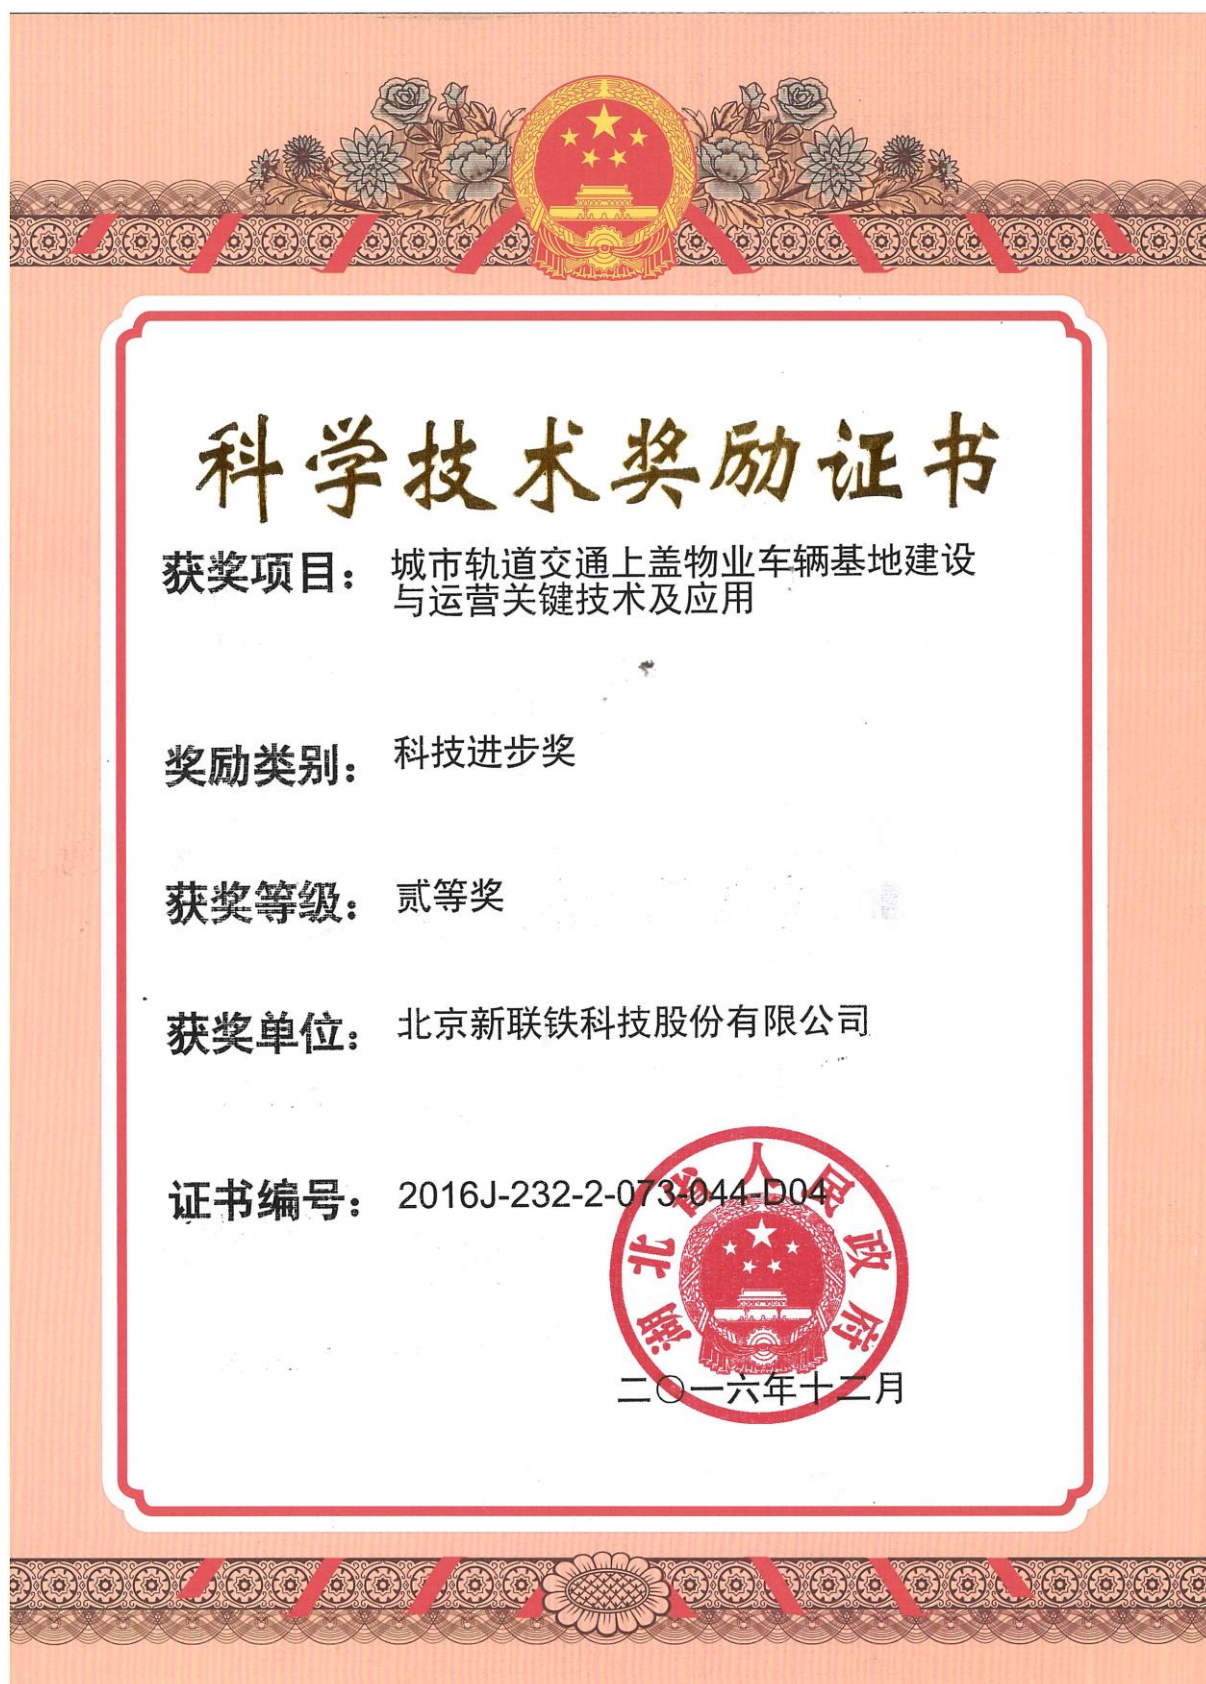 科学技术奖励证书
获奖项目：城市轨道交通上盖物业车辆基地建设
与运营关键技术及应用
奖励类别：科技进步奖
获奖等级：贰等奖
获奖单位：北京新联铁科技股份有限公司
证书编号：2016J-232-2-073-044-D04
湖北省人民政府
二〇一六年十二月